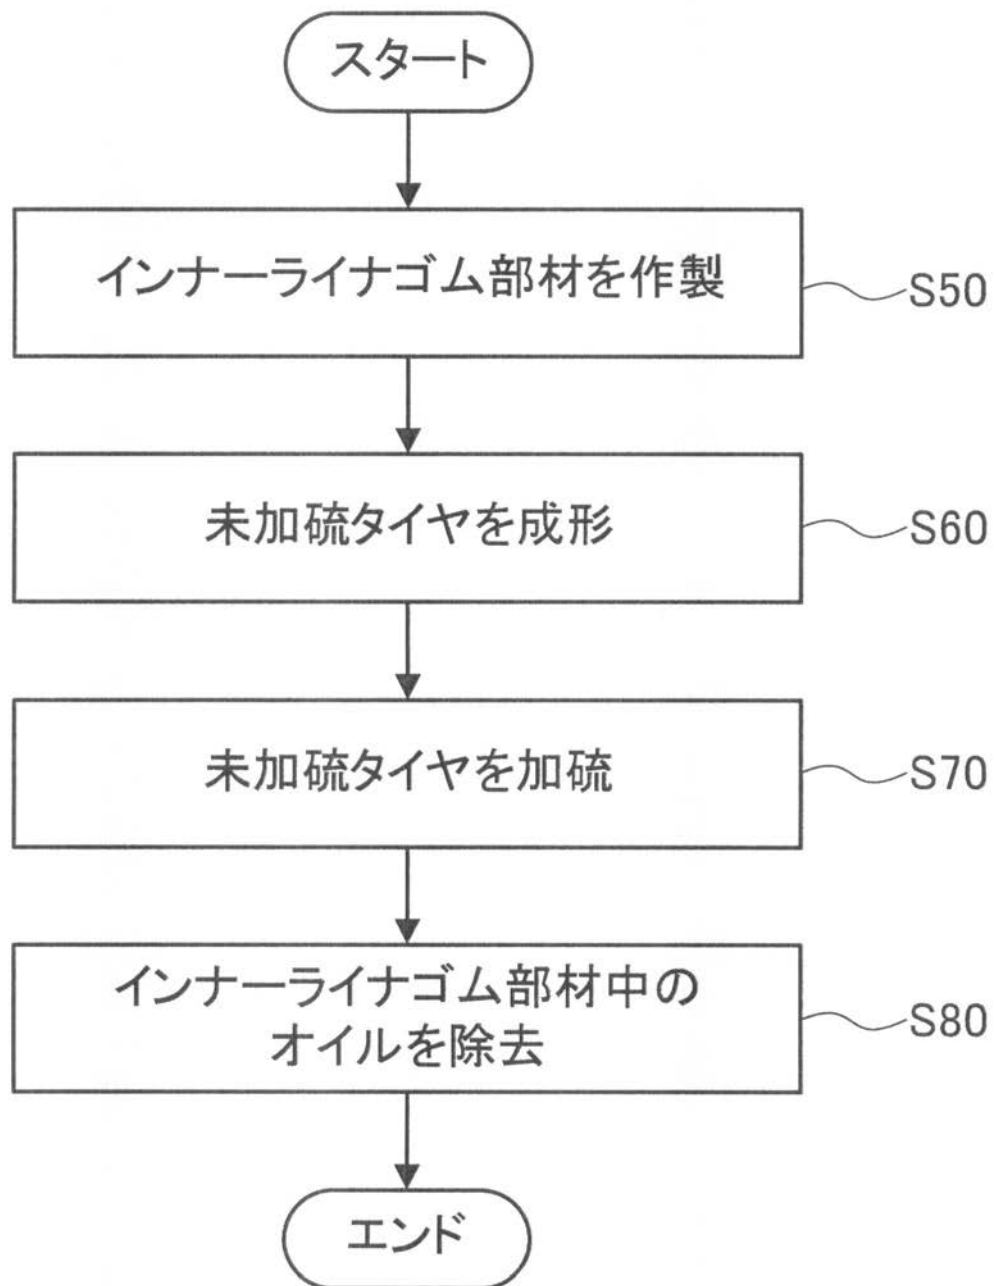 スタート
インナーライナゴム部材を作製
S50
未加硫タイヤを成形
S60
未加硫タイヤを加硫
S70
インナーライナゴム部材中の
オイルを除去
S80
エンド